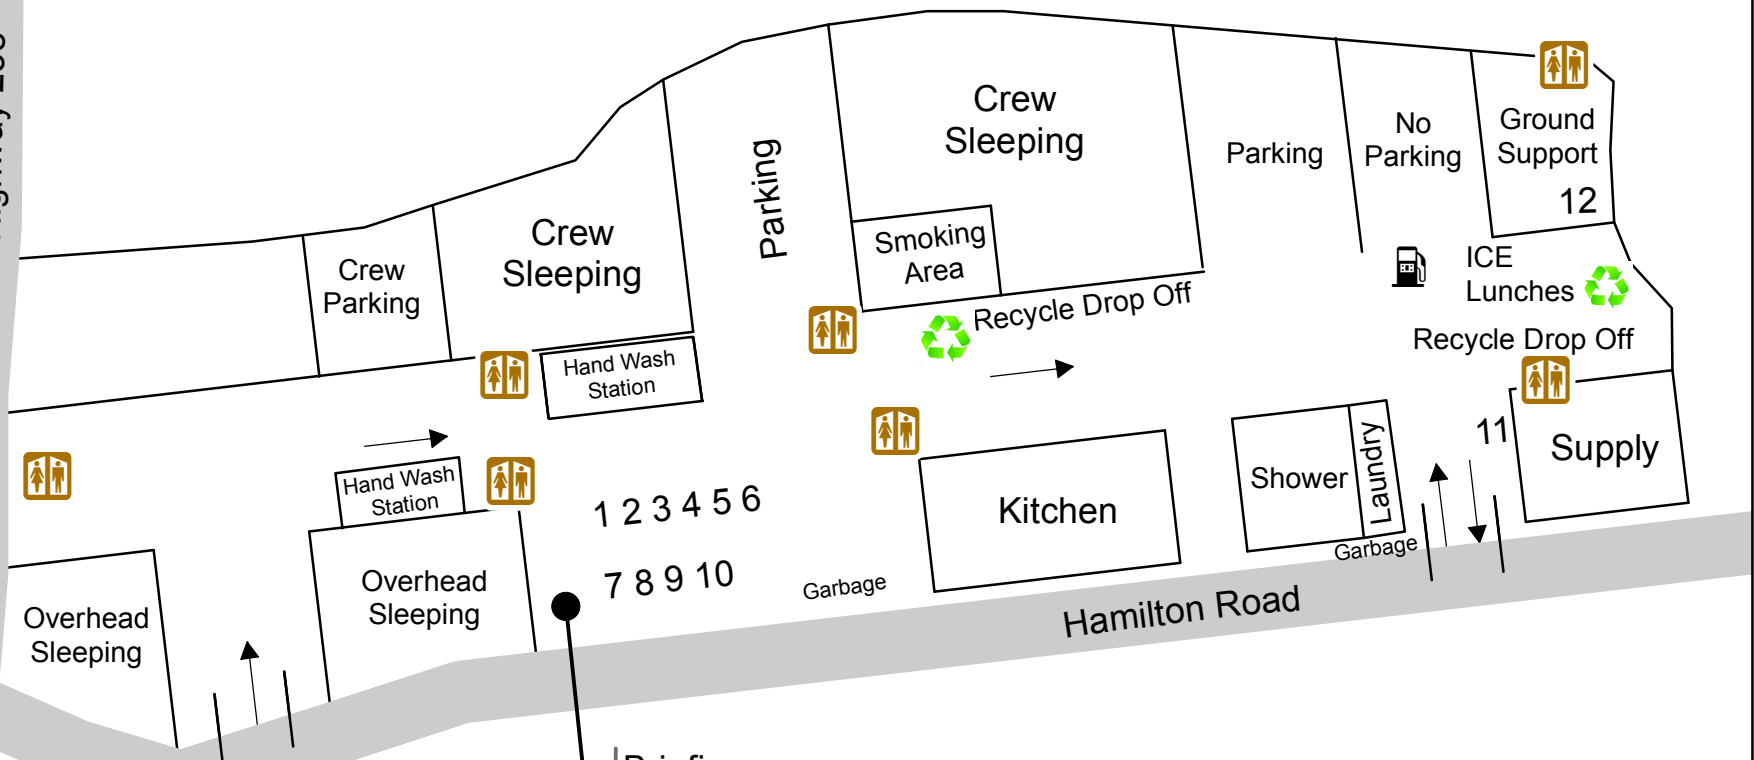 Crew
Sleeping
Parking
Crew
Sleeping
Parking
No
Parking
Ground
Support
12
Crew
Parking
Smoking
Area
Recycle Drop Off
ICE
Lunches
Recycle Drop Off
Hand Wash
Station
Hand Wash
Station
1 2 3 4 5 6
7 8 9 10
Kitchen
Shower
Laundry
11
Supply
Garbage
Garbage
Overhead
Sleeping
Overhead
Sleeping
Hamilton Road